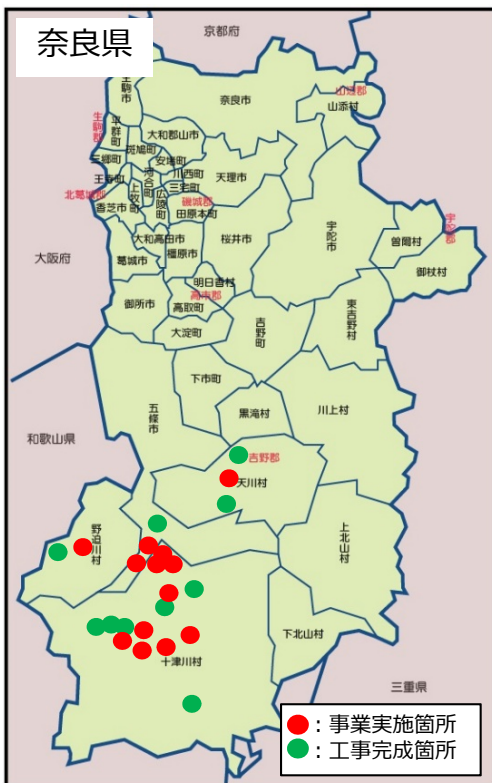 奈良県
京都府
生駒市
奈良市
山辺郡
山添村
生駒郡
平群町
大和郡山市
斑鳩町
安堵町
三郷町
川西町
天理市
王寺町
河合町
三宅町
北葛城郡
上牧町
広陵町
磯城郡
香芝市
田原本町
宇陀市
宇陀郡
大和高田市
桜井市
曽爾村
御杖村
大阪府
葛城市
橿原市
明日香村
高市郡
御所市
高取町
東吉野村
大淀町
吉野町
下市町
五條市
黒滝村
川上村
和歌山県
吉野郡
天川村
上北山村
野迫川村
下北山村
十津川村
三重県
：事業実施箇所
：工事完成箇所